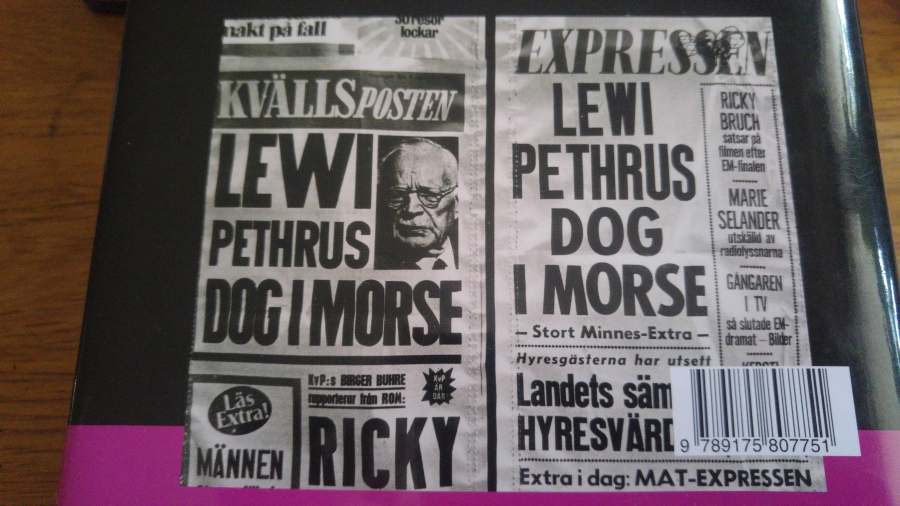 nakt på fall
30 resor
lockar
KVÄLLSPOSTEN
LEWI
PETHRUS
DOG I MORSE
Läs
Extra!
MÄNNEN
KvP:s BIRGER BUHRE
rapporterar från ROM:
KvP
ÄR
DÄR
RICKY
EXPRESSEN
LEWI
PETHRUS
DOG
I MORSE
– Stort Minnes-Extra –
Hyresgästerna har utsett
Landets säm
HYRESVÄRD
Extra i dag: MAT-EXPRESSEN
RICKY
BRUCH
satsar på
filmen efter
EM-finalen
MARIE
SELANDER
utskälld av
radiolyssnarna
GÅNGAREN
I TV
så slutade EM-
dramat – Bilder
9 789175 807751